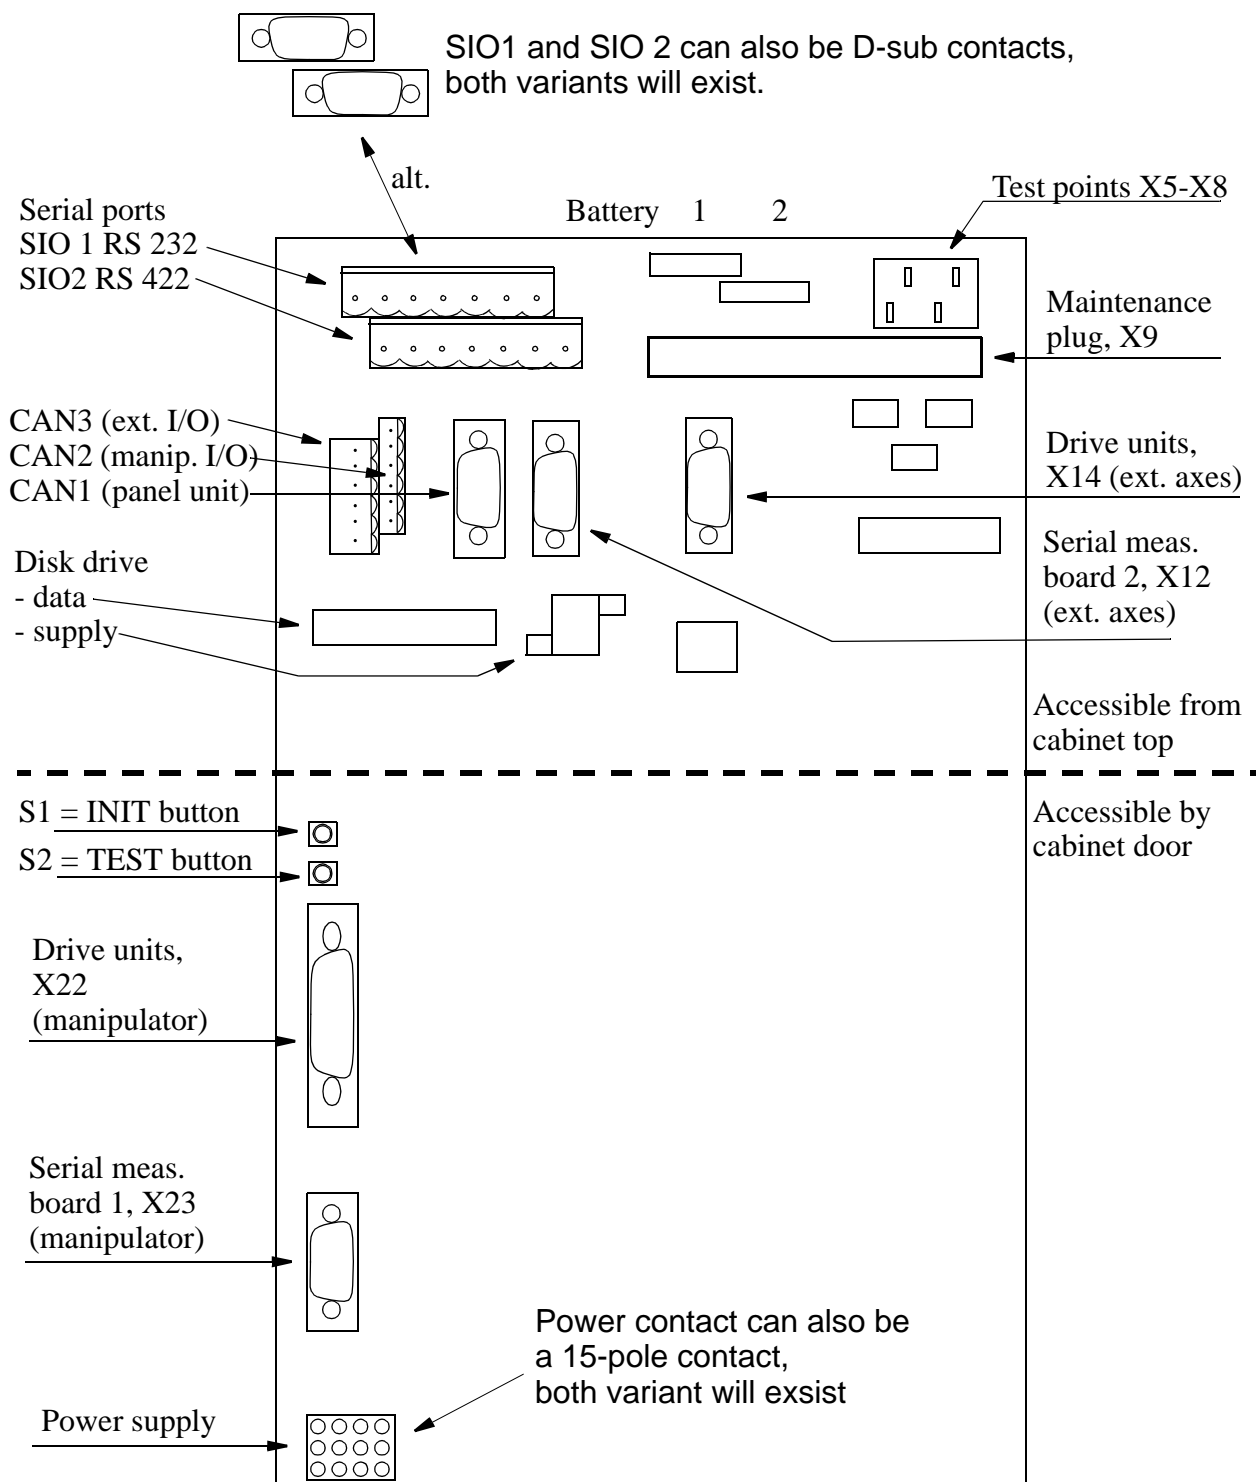 SIO1 and SIO 2 can also be D-sub contacts,
both variants will exist.
alt.
Test points X5-X8
Serial ports
SIO 1 RS 232
SIO2 RS 422
Battery 1 2
Maintenance
plug, X9
CAN3 (ext. I/O)
CAN2 (manip. I/O)
CAN1 (panel unit)
Drive units,
X14 (ext. axes)
Disk drive
- data
- supply
Serial meas.
board 2, X12
(ext. axes)
Accessible from
cabinet top
S1 = INIT button
S2 = TEST button
Accessible by
cabinet door
Drive units,
X22
(manipulator)
Serial meas.
board 1, X23
(manipulator)
Power contact can also be
a 15-pole contact,
both variant will exsist
Power supply